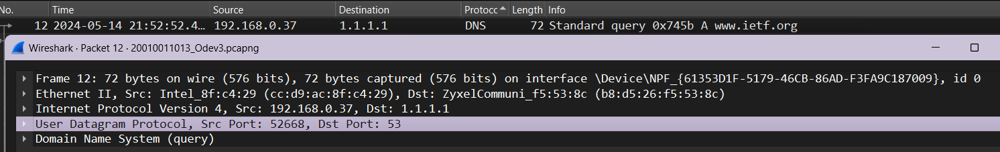 No. Time Source Destination Protocc Length Info
12 2024-05-14 21:52:52.4… 192.168.0.37 1.1.1.1 DNS 72 Standard query 0x745b A www.ietf.org
Wireshark · Packet 12 · 20010011013_Odev3.pcapng
Frame 12: 72 bytes on wire (576 bits), 72 bytes captured (576 bits) on interface \Device\NPF_{61353D1F-5179-46CB-86AD-F3FA9C187009}, id 0
Ethernet II, Src: Intel_8f:c4:29 (cc:d9:ac:8f:c4:29), Dst: ZyxelCommuni_f5:53:8c (b8:d5:26:f5:53:8c)
Internet Protocol Version 4, Src: 192.168.0.37, Dst: 1.1.1.1
User Datagram Protocol, Src Port: 52668, Dst Port: 53
Domain Name System (query)